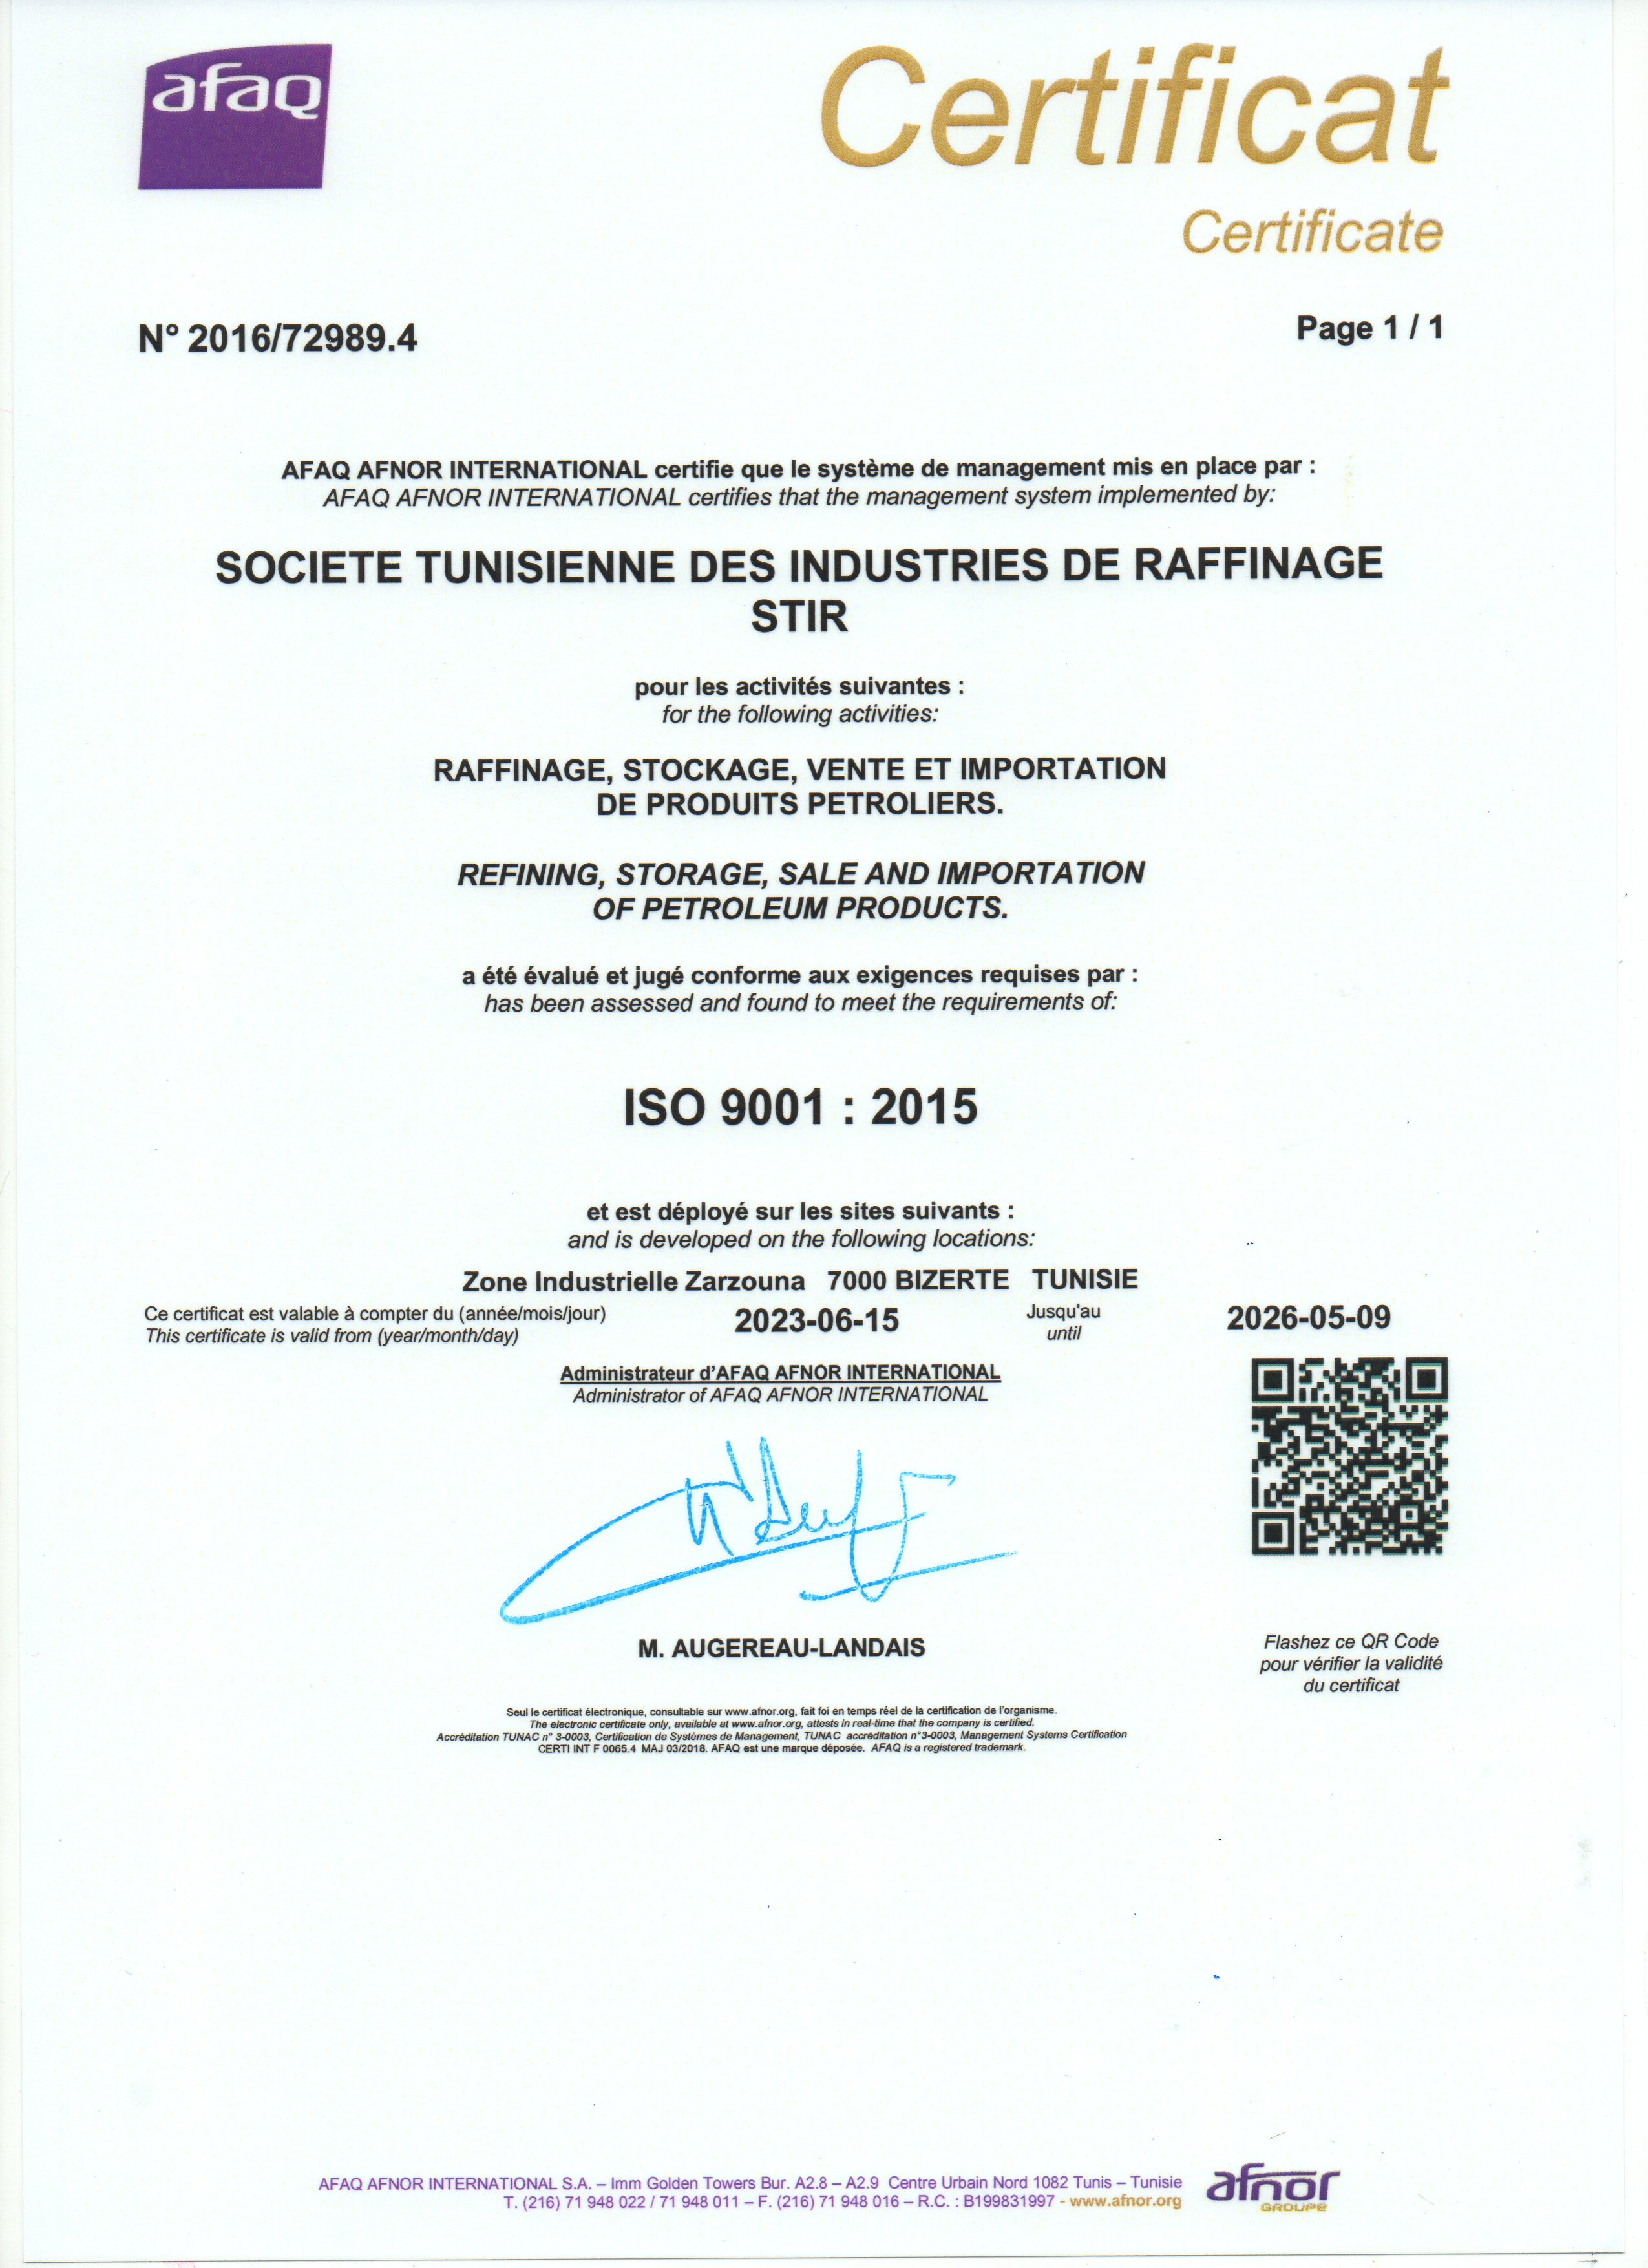 afaq
Certificat
Certificate
N° 2016/72989.4
Page 1 / 1
AFAQ AFNOR INTERNATIONAL certifie que le système de management mis en place par :
AFAQ AFNOR INTERNATIONAL certifies that the management system implemented by:
SOCIETE TUNISIENNE DES INDUSTRIES DE RAFFINAGE
STIR
pour les activités suivantes :
for the following activities:
RAFFINAGE, STOCKAGE, VENTE ET IMPORTATION
DE PRODUITS PETROLIERS.
REFINING, STORAGE, SALE AND IMPORTATION
OF PETROLEUM PRODUCTS.
a été évalué et jugé conforme aux exigences requises par :
has been assessed and found to meet the requirements of:
ISO 9001 : 2015
et est déployé sur les sites suivants :
and is developed on the following locations:
Zone Industrielle Zarzouna 7000 BIZERTE TUNISIE
Ce certificat est valable à compter du (année/mois/jour)
This certificate is valid from (year/month/day)
2023-06-15
Jusqu'au
until
2026-05-09
Administrateur d'AFAQ AFNOR INTERNATIONAL
Administrator of AFAQ AFNOR INTERNATIONAL
M. AUGEREAU-LANDAIS
Flashez ce QR Code
pour vérifier la validité
du certificat
Seul le certificat électronique, consultable sur www.afnor.org, fait foi en temps réel de la certification de l'organisme.
The electronic certificate only, available at www.afnor.org, attests in real-time that the company is certified.
Accréditation TUNAC n° 3-0003, Certification de Systèmes de Management, TUNAC accréditation n°3-0003, Management Systems Certification
CERTI INT F 0065.4 MAJ 03/2018. AFAQ est une marque déposée. AFAQ is a registered trademark.
AFAQ AFNOR INTERNATIONAL S.A. – Imm Golden Towers Bur. A2.8 – A2.9 Centre Urbain Nord 1082 Tunis – Tunisie
T. (216) 71 948 022 / 71 948 011 – F. (216) 71 948 016 – R.C. : B199831997 - www.afnor.org
afnor
GROUPE